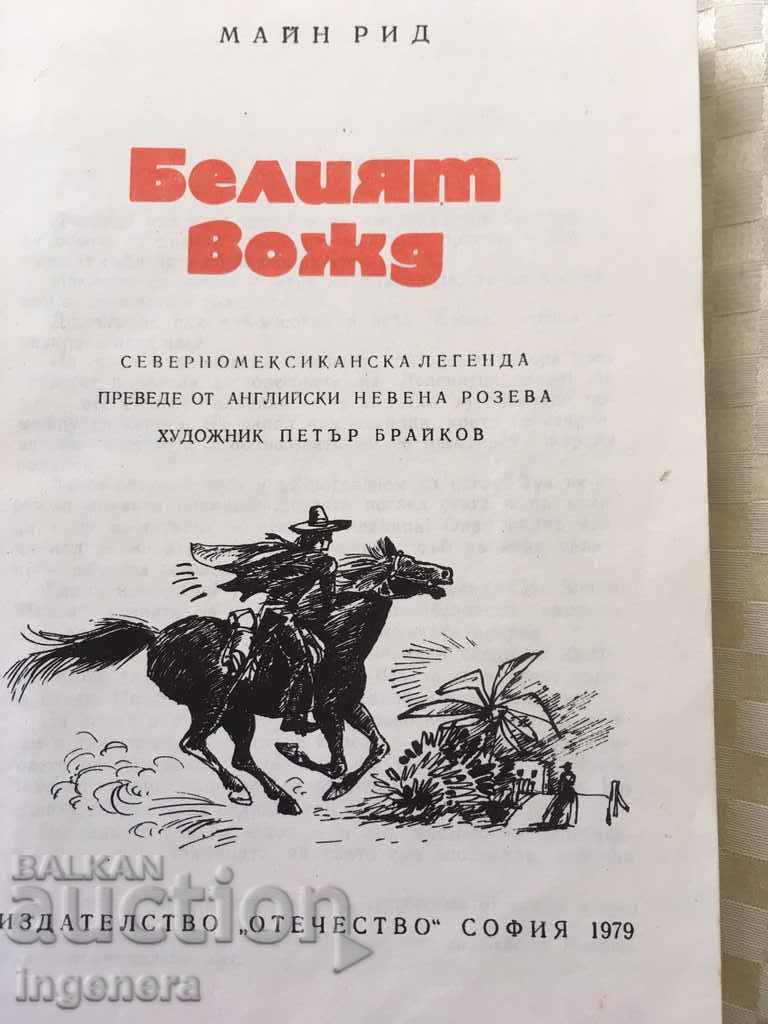 МАЙН РИД
Белият
вожд
СЕВЕРНОМЕКСИКАНСКА ЛЕГЕНДА
ПРЕВЕДЕ ОТ АНГЛИЙСКИ НЕВЕНА РОЗЕВА
ХУДОЖНИК ПЕТЪР БРАЙКОВ
BALKAN
auction
ИЗДАТЕЛСТВО „ОТЕЧЕСТВО“ СОФИЯ 1979
ingenera